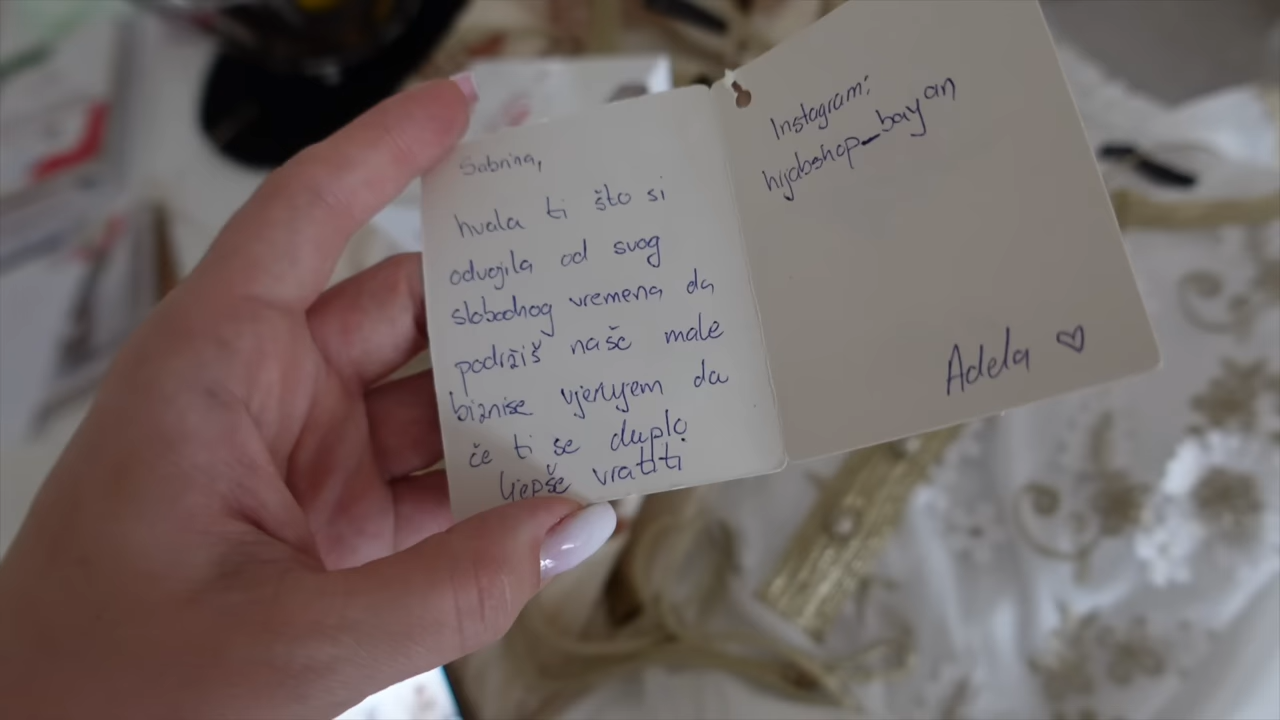 Sabrina,
hvala ti što si
odvojila od svog
slobodnog vremena da
podržiš naše male
biznise vjerujem da
če ti se duplo
ljepše vratiti
Instagram:
hijabshop_bayan
Adela ♡